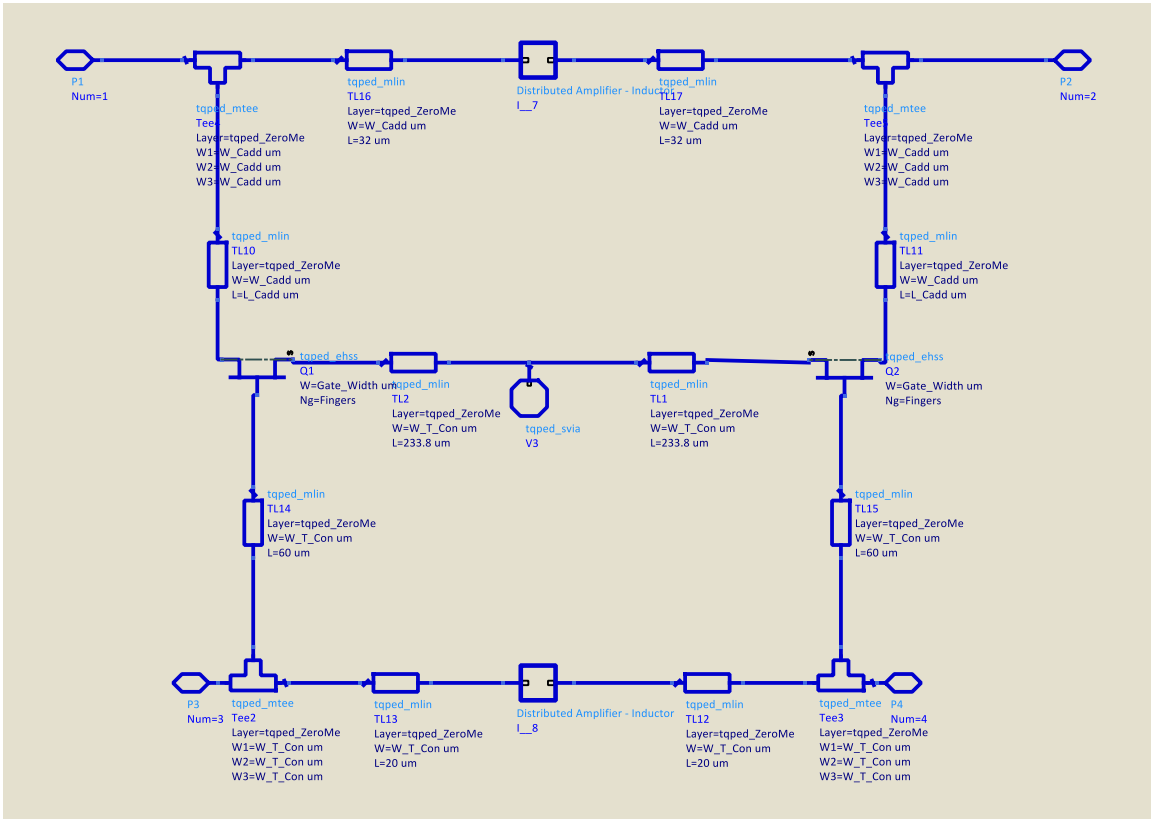 P1
Num=1
tqped_mlin
TL16
Layer=tqped_ZeroMe
W=W_Cadd um
L=32 um
Distributed Amplifier - Inductor
I__7
tqped_mlin
TL17
Layer=tqped_ZeroMe
W=W_Cadd um
L=32 um
P2
Num=2
tqped_mtee
Layer=tqped_ZeroMe
W1=W_Cadd um
W2=W_Cadd um
W3=W_Cadd um
tqped_mtee
Layer=tqped_ZeroMe
W1=W_Cadd um
W2=W_Cadd um
W3=W_Cadd um
tqped_mlin
TL10
Layer=tqped_ZeroMe
W=W_Cadd um
L=L_Cadd um
tqped_mlin
TL11
Layer=tqped_ZeroMe
W=W_Cadd um
L=L_Cadd um
S
tqped_ehss
Q1
W=Gate_Width um
Ng=Fingers
tqped_mlin
TL2
Layer=tqped_ZeroMe
W=W_T_Con um
L=233.8 um
tqped_svia
V3
tqped_mlin
TL1
Layer=tqped_ZeroMe
W=W_T_Con um
L=233.8 um
S
tqped_ehss
Q2
W=Gate_Width um
Ng=Fingers
tqped_mlin
TL14
Layer=tqped_ZeroMe
W=W_T_Con um
L=60 um
tqped_mlin
TL15
Layer=tqped_ZeroMe
W=W_T_Con um
L=60 um
P3
Num=3
tqped_mtee
Tee2
Layer=tqped_ZeroMe
W1=W_T_Con um
W2=W_T_Con um
W3=W_T_Con um
tqped_mlin
TL13
Layer=tqped_ZeroMe
W=W_T_Con um
L=20 um
Distributed Amplifier - Inductor
I__8
tqped_mlin
TL12
Layer=tqped_ZeroMe
W=W_T_Con um
L=20 um
tqped_mtee
Tee3
Layer=tqped_ZeroMe
W1=W_T_Con um
W2=W_T_Con um
W3=W_T_Con um
P4
Num=4